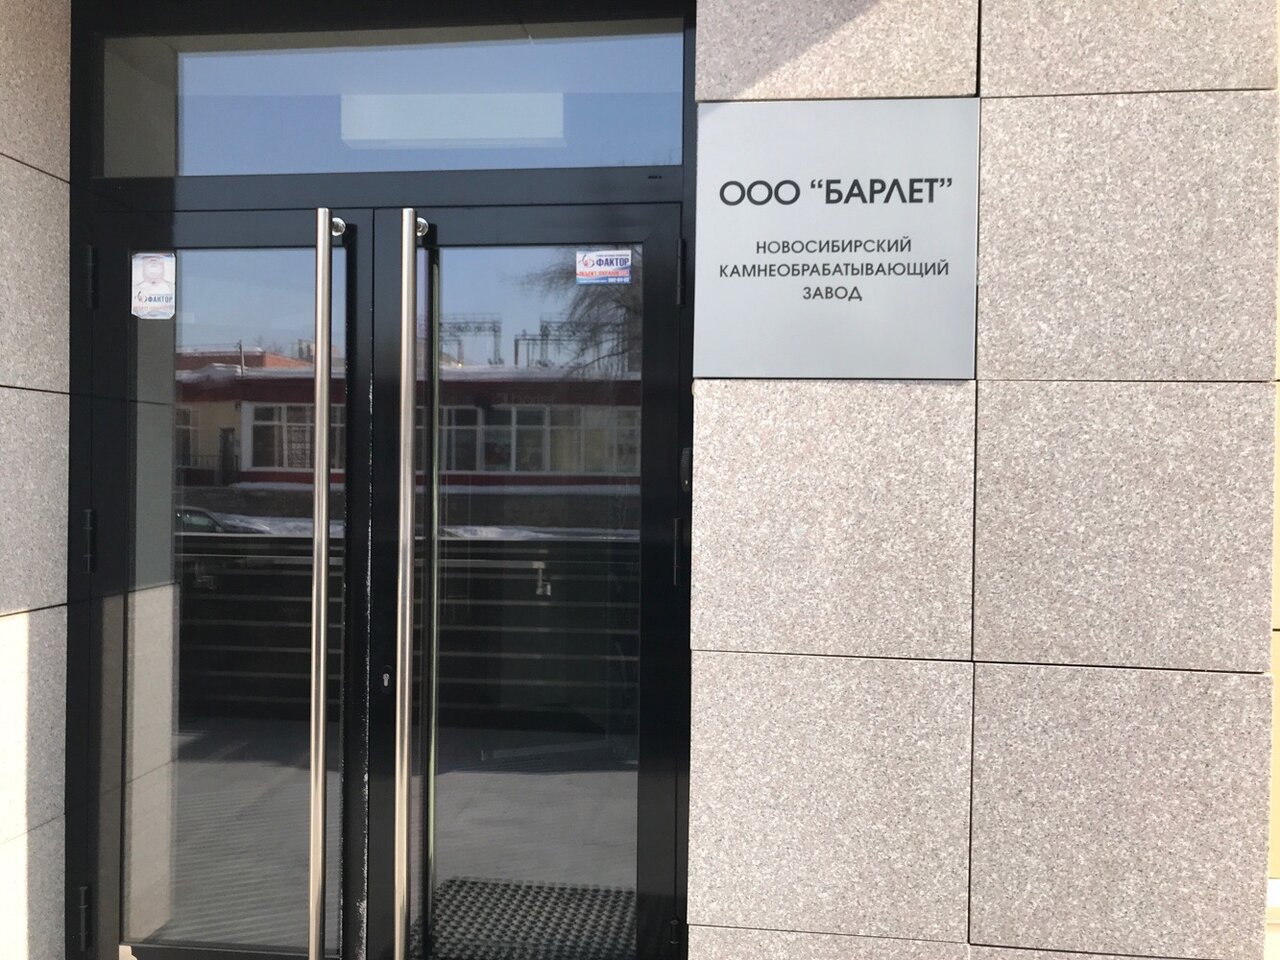 ООО “БАРЛЕТ”
НОВОСИБИРСКИЙ
КАМНЕОБРАБАТЫВАЮЩИЙ
ЗАВОД
ФАКТОР
ФАКТОР